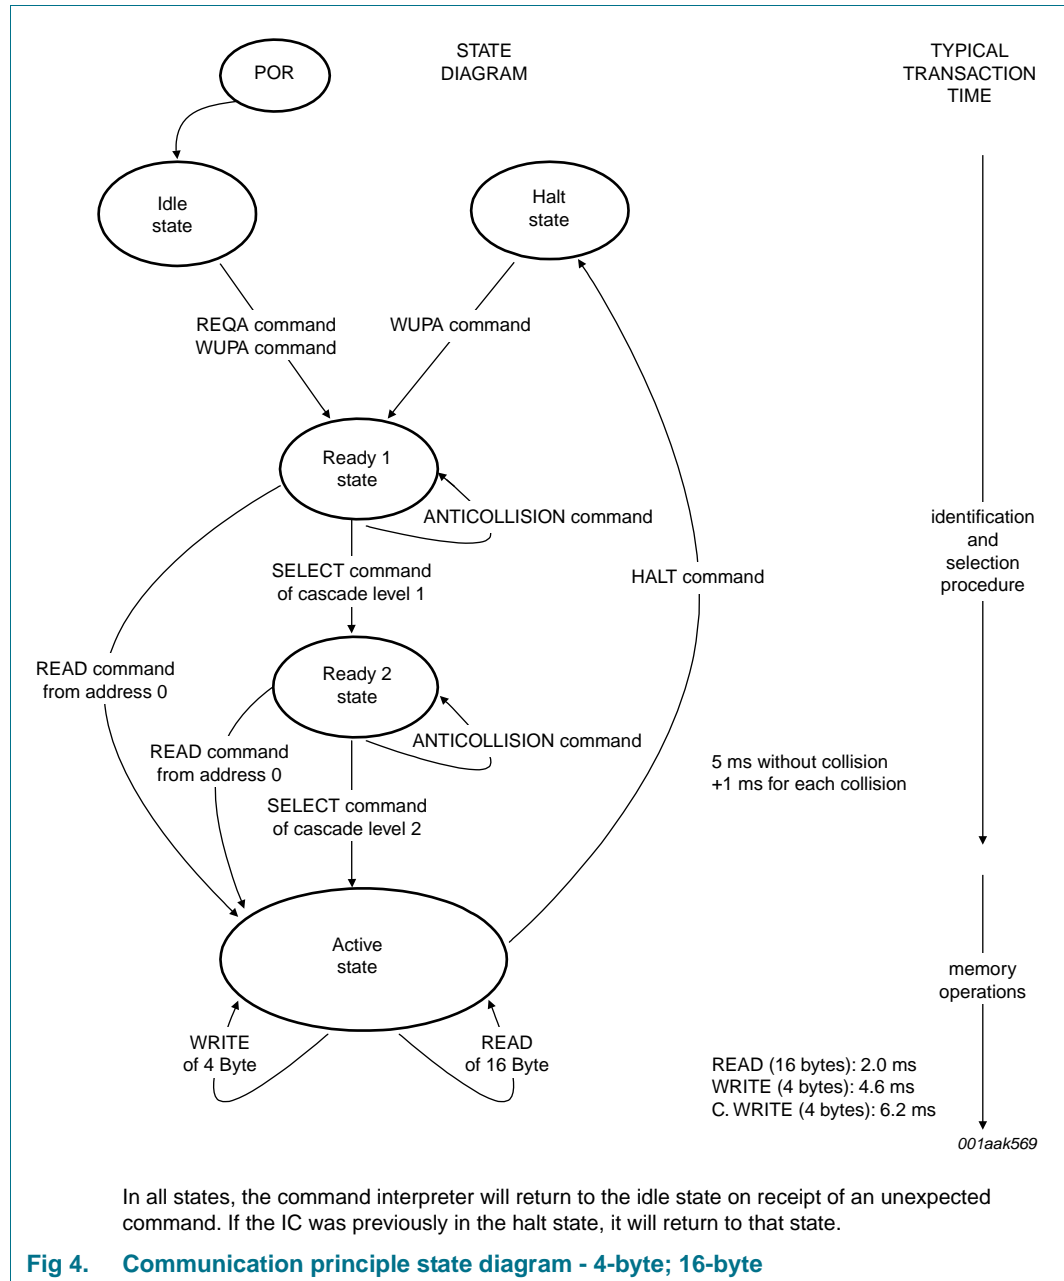 POR
STATE
DIAGRAM
TYPICAL
TRANSACTION
TIME
Idle
state
Halt
state
REQA command
WUPA command
WUPA command
Ready 1
state
ANTICOLLISION command
identification
and
selection
procedure
SELECT command
of cascade level 1
HALT command
READ command
from address 0
Ready 2
state
ANTICOLLISION command
READ command
from address 0
5 ms without collision
+1 ms for each collision
SELECT command
of cascade level 2
Active
state
memory
operations
WRITE
of 4 Byte
READ
of 16 Byte
READ (16 bytes): 2.0 ms
WRITE (4 bytes): 4.6 ms
C. WRITE (4 bytes): 6.2 ms
001aak569
In all states, the command interpreter will return to the idle state on receipt of an unexpected
command. If the IC was previously in the halt state, it will return to that state.
Fig 4. Communication principle state diagram - 4-byte; 16-byte